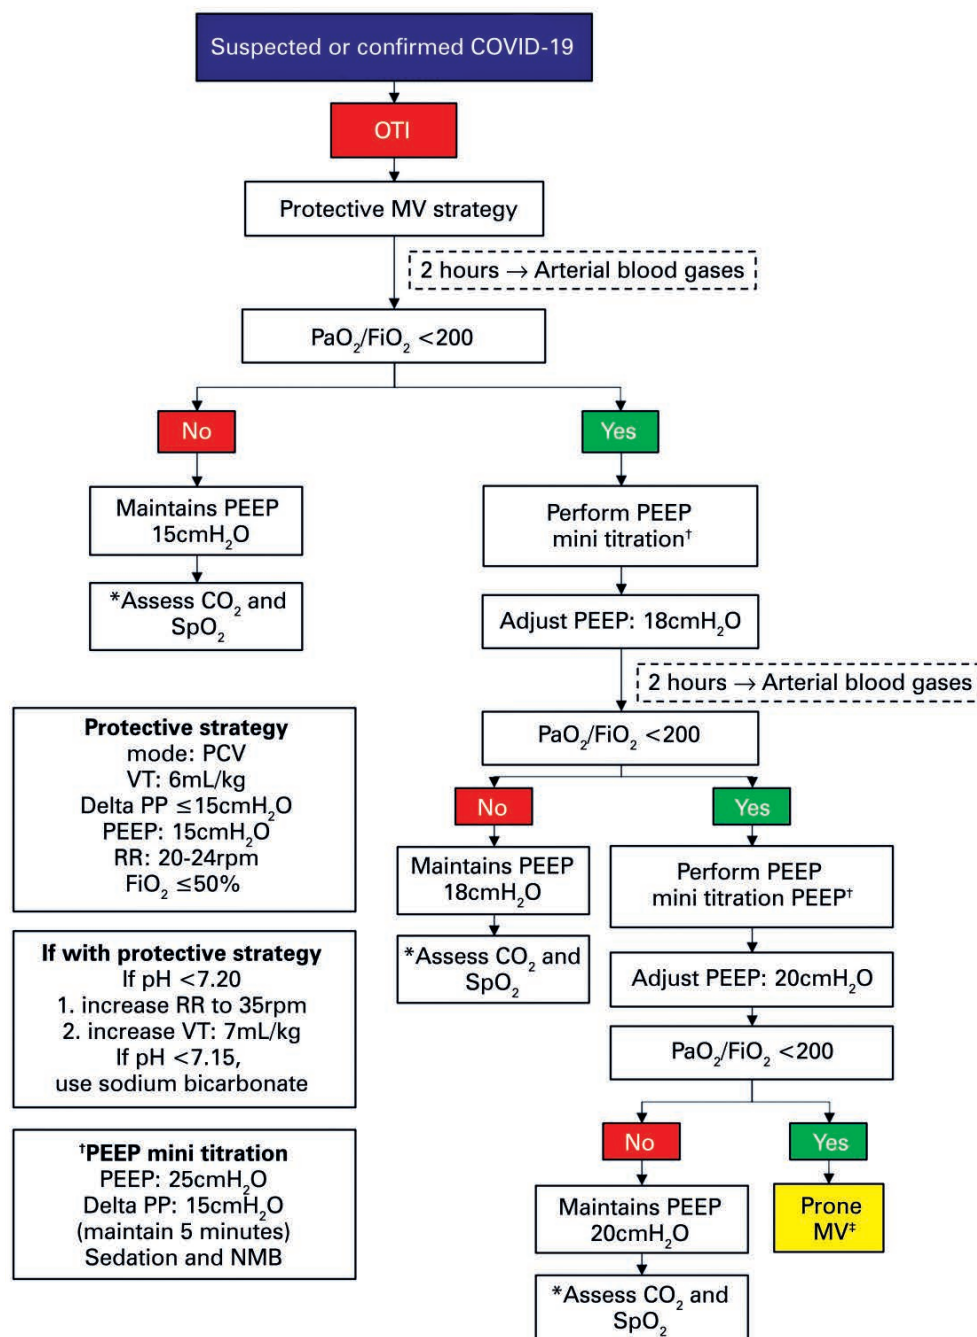 Suspected or confirmed COVID-19
OTI
Protective MV strategy
2 hours → Arterial blood gases
PaO₂/FiO₂ <200
No
Yes
Maintains PEEP
15cmH₂O
*Assess CO₂ and
SpO₂
Perform PEEP
mini titration†
Adjust PEEP: 18cmH₂O
2 hours → Arterial blood gases
PaO₂/FiO₂ <200
No
Yes
Maintains PEEP
18cmH₂O
*Assess CO₂ and
SpO₂
Perform PEEP
mini titration PEEP†
Adjust PEEP: 20cmH₂O
PaO₂/FiO₂ <200
No
Yes
Maintains PEEP
20cmH₂O
*Assess CO₂ and
SpO₂
Prone
MV‡
Protective strategy
mode: PCV
VT: 6mL/kg
Delta PP ≤15cmH₂O
PEEP: 15cmH₂O
RR: 20-24rpm
FiO₂ ≤50%
If with protective strategy
If pH <7.20
1. increase RR to 35rpm
2. increase VT: 7mL/kg
If pH <7.15,
use sodium bicarbonate
†PEEP mini titration
PEEP: 25cmH₂O
Delta PP: 15cmH₂O
(maintain 5 minutes)
Sedation and NMB